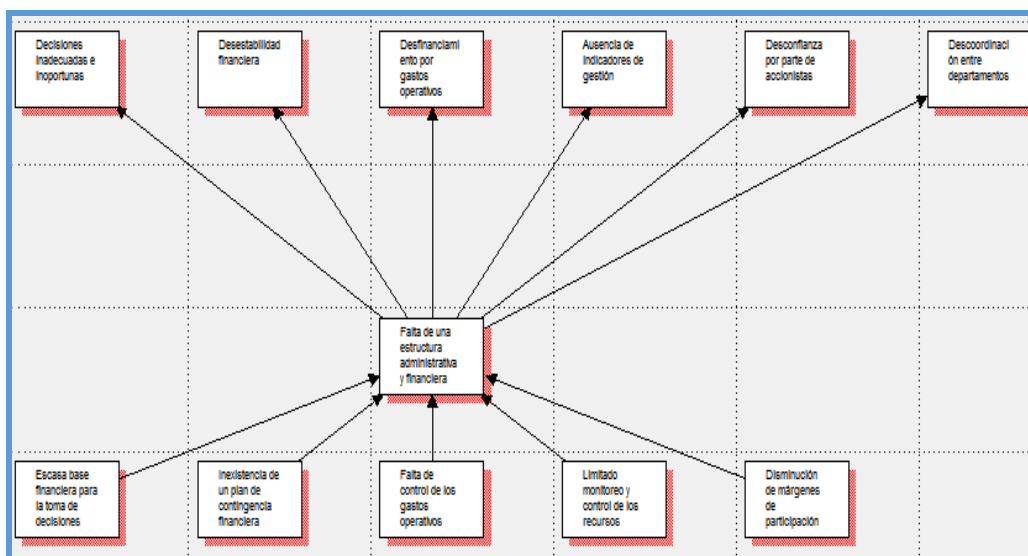 Decisiones
inadecuadas e
inoportunas
Desestabilidad
financiera
Desfinanciami
ento por
gastos
operativos
Ausencia de
indicadores de
gestión
Desconfianza
por parte de
accionistas
Descoordinac
ión entre
departamentos
Falta de una
estructura
administrativa
y financiera
Escasa base
financiera para
la toma de
decisiones
Inexistencia de
un plan de
contingencia
financiera
Falta de
control de los
gastos
operativos
Limitado
monitoreo y
control de los
recursos
Disminución
de márgenes
de
participación